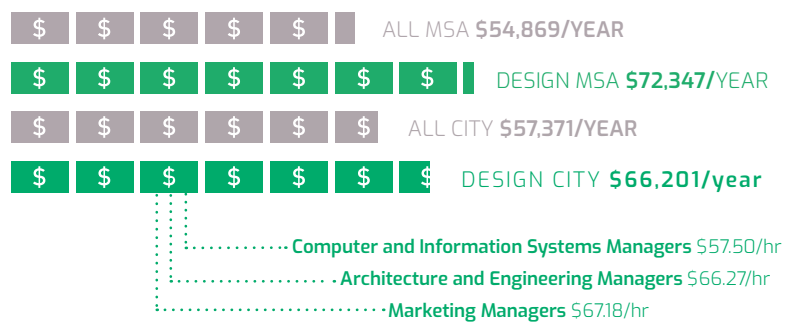 $ $ $ $ $ ALL MSA $54,869/YEAR
$ $ $ $ $ $ $ DESIGN MSA $72,347/YEAR
$ $ $ $ $ $ ALL CITY $57,371/YEAR
$ $ $ $ $ $ $ DESIGN CITY $66,201/year
Computer and Information Systems Managers $57.50/hr
Architecture and Engineering Managers $66.27/hr
Marketing Managers $67.18/hr